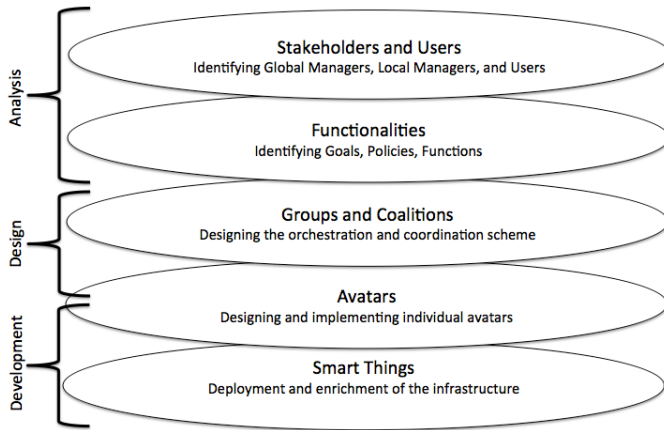 Analysis
Stakeholders and Users
Identifying Global Managers, Local Managers, and Users
Functionalities
Identifying Goals, Policies, Functions
Design
Groups and Coalitions
Designing the orchestration and coordination scheme
Development
Avatars
Designing and implementing individual avatars
Smart Things
Deployment and enrichment of the infrastructure